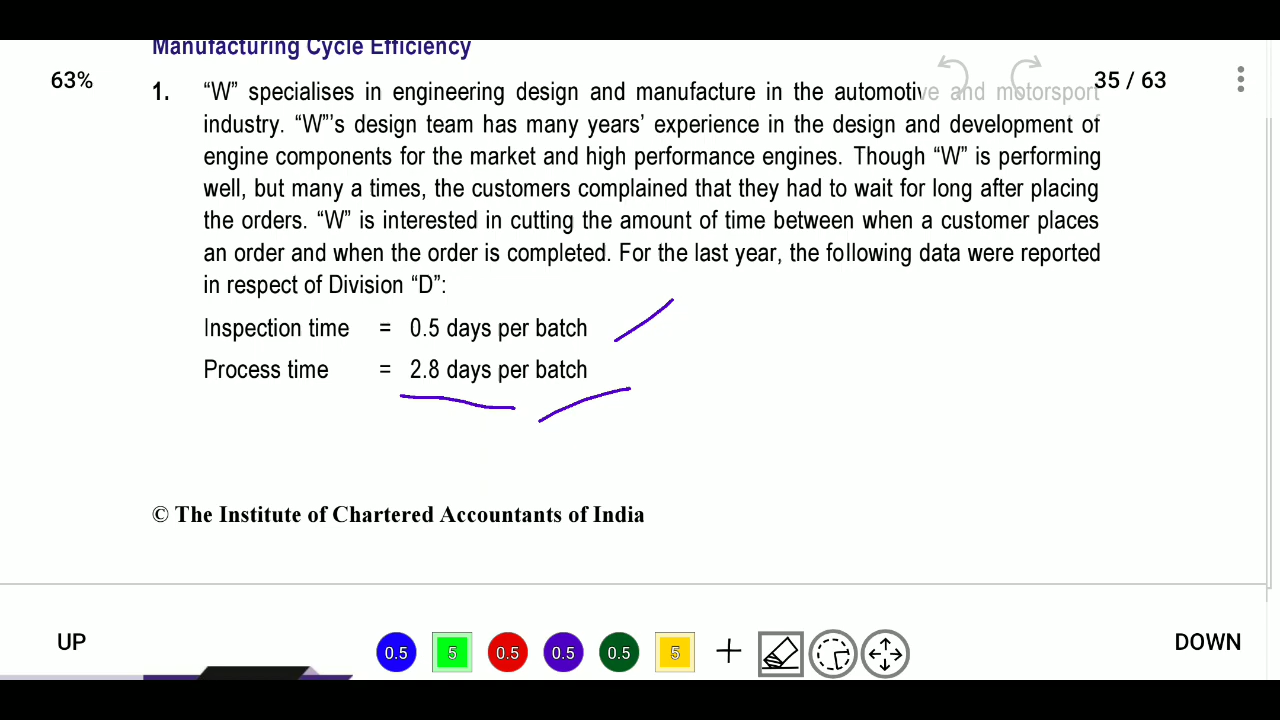 Manufacturing Cycle Efficiency
63%
35 / 63
1. “W” specialises in engineering design and manufacture in the automotive and motorsport
industry. “W”’s design team has many years’ experience in the design and development of
engine components for the market and high performance engines. Though “W” is performing
well, but many a times, the customers complained that they had to wait for long after placing
the orders. “W” is interested in cutting the amount of time between when a customer places
an order and when the order is completed. For the last year, the following data were reported
in respect of Division “D”:
Inspection time = 0.5 days per batch
Process time = 2.8 days per batch
© The Institute of Chartered Accountants of India
UP
0.5 5 0.5 0.5 0.5 5
DOWN